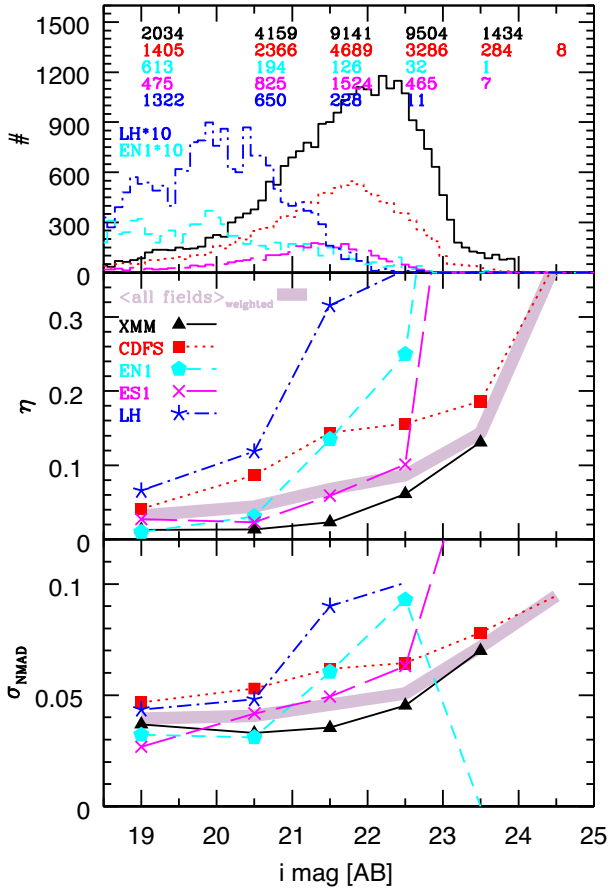 1500
1200
900
600
300
0
#
2034 4159 9141 9504 1434
1405 2366 4689 3286 284 8
613 194 126 32 1
475 825 1524 465 7
1322 650 228 11
LH*10
EN1*10
0.3
0.2
0.1
0
η
<all fields>weighted
XMM
CDFS
EN1
ES1
LH
0.1
0.05
0
σNMAD
19 20 21 22 23 24 25
i mag [AB]